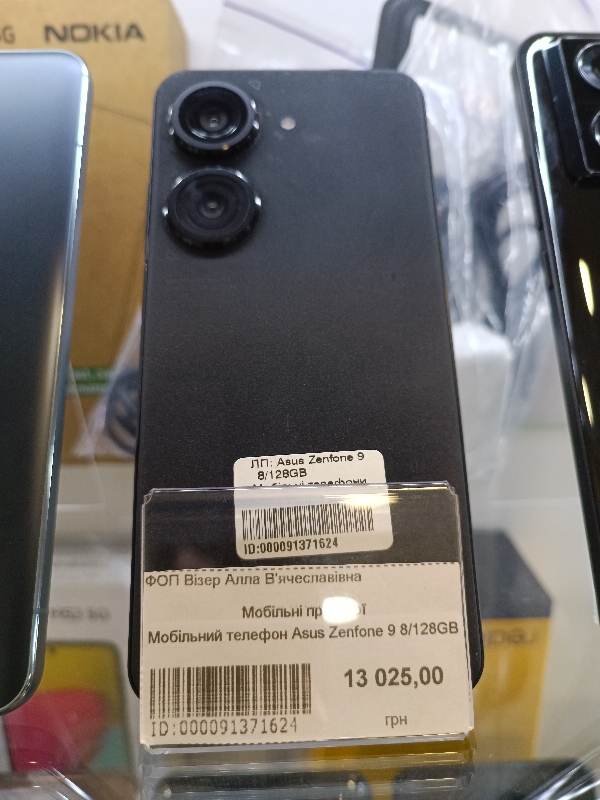 NOKIA
ЛП: Asus Zenfone 9
8/128GB
ID:000091371624
ФОП Візер Алла В'ячеславівна
Мобільні
Мобільний телефон Asus Zenfone 9 8/128GB
13 025,00
грн
ID:000091371624